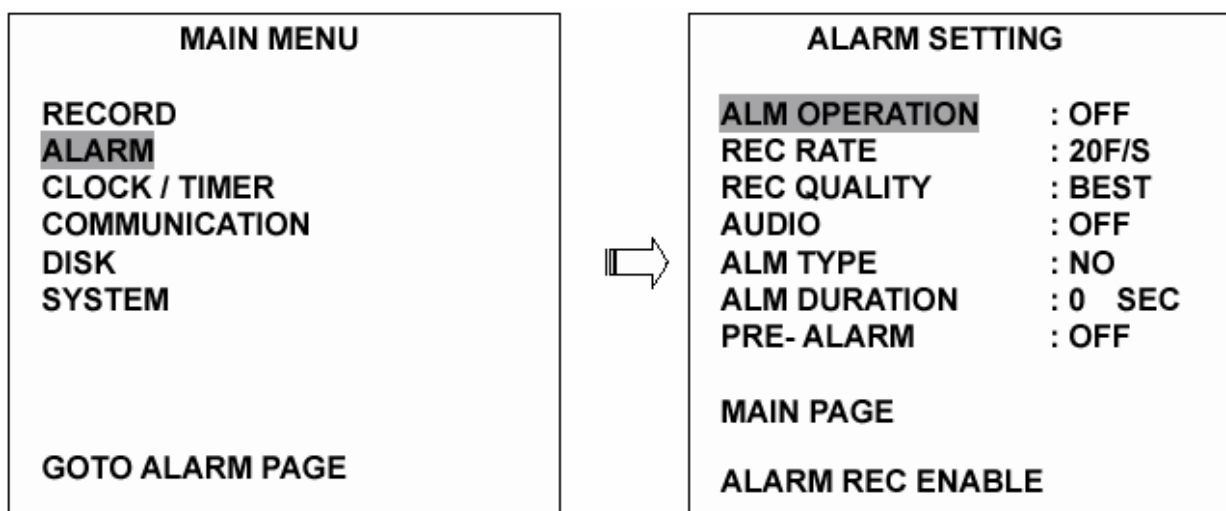 MAIN MENU
RECORD
ALARM
CLOCK / TIMER
COMMUNICATION
DISK
SYSTEM
GOTO ALARM PAGE
ALARM SETTING
ALM OPERATION : OFF
REC RATE : 20F/S
REC QUALITY : BEST
AUDIO : OFF
ALM TYPE : NO
ALM DURATION : 0 SEC
PRE- ALARM : OFF
MAIN PAGE
ALARM REC ENABLE